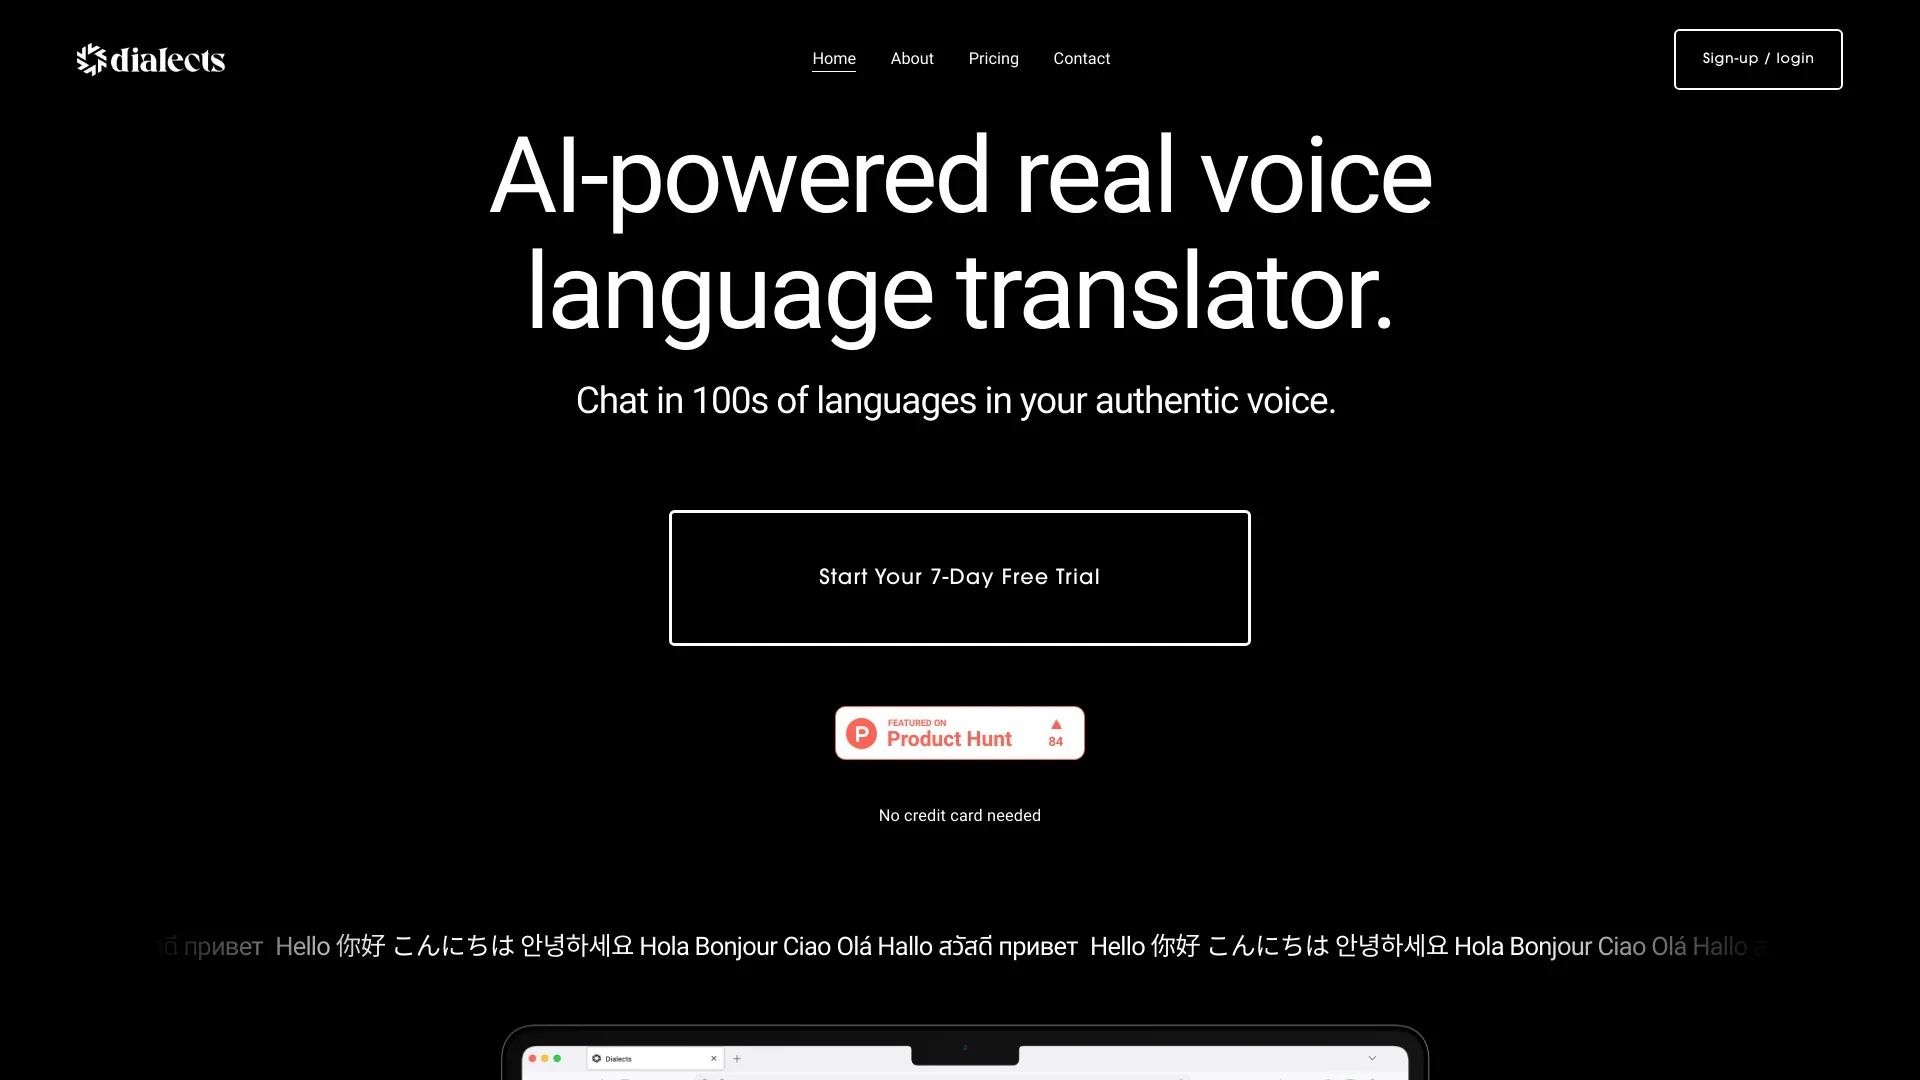 dialects
Home About Pricing Contact
Sign-up / login
AI-powered real voice
language translator.
Chat in 100s of languages in your authentic voice.
Start Your 7-Day Free Trial
FEATURED ON
Product Hunt
84
No credit card needed
привет Hello 你好 こんにちは 안녕하세요 Hola Bonjour Ciao Olá Hallo สวัสดี привет Hello 你好 こんにちは 안녕하세요 Hola Bonjour Ciao Olá Hallo
Dialects